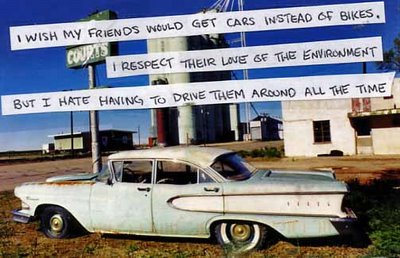 I WISH MY FRIENDS WOULD GET CARS INSTEAD OF BIKES.
COURTS
I RESPECT THEIR LOVE OF THE ENVIRONMENT
BUT I HATE HAVING TO DRIVE THEM AROUND ALL THE TIME